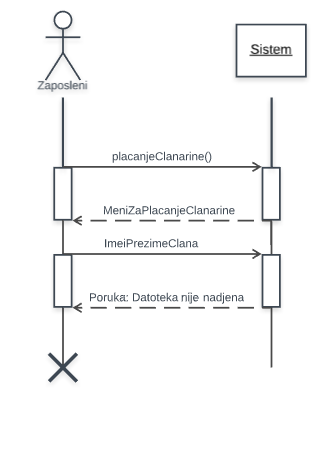 Zaposleni
Sistem
placanjeClanarine()
MeniZaPlacanjeClanarine
ImeiPrezimeClana
Poruka: Datoteka nije nadjena